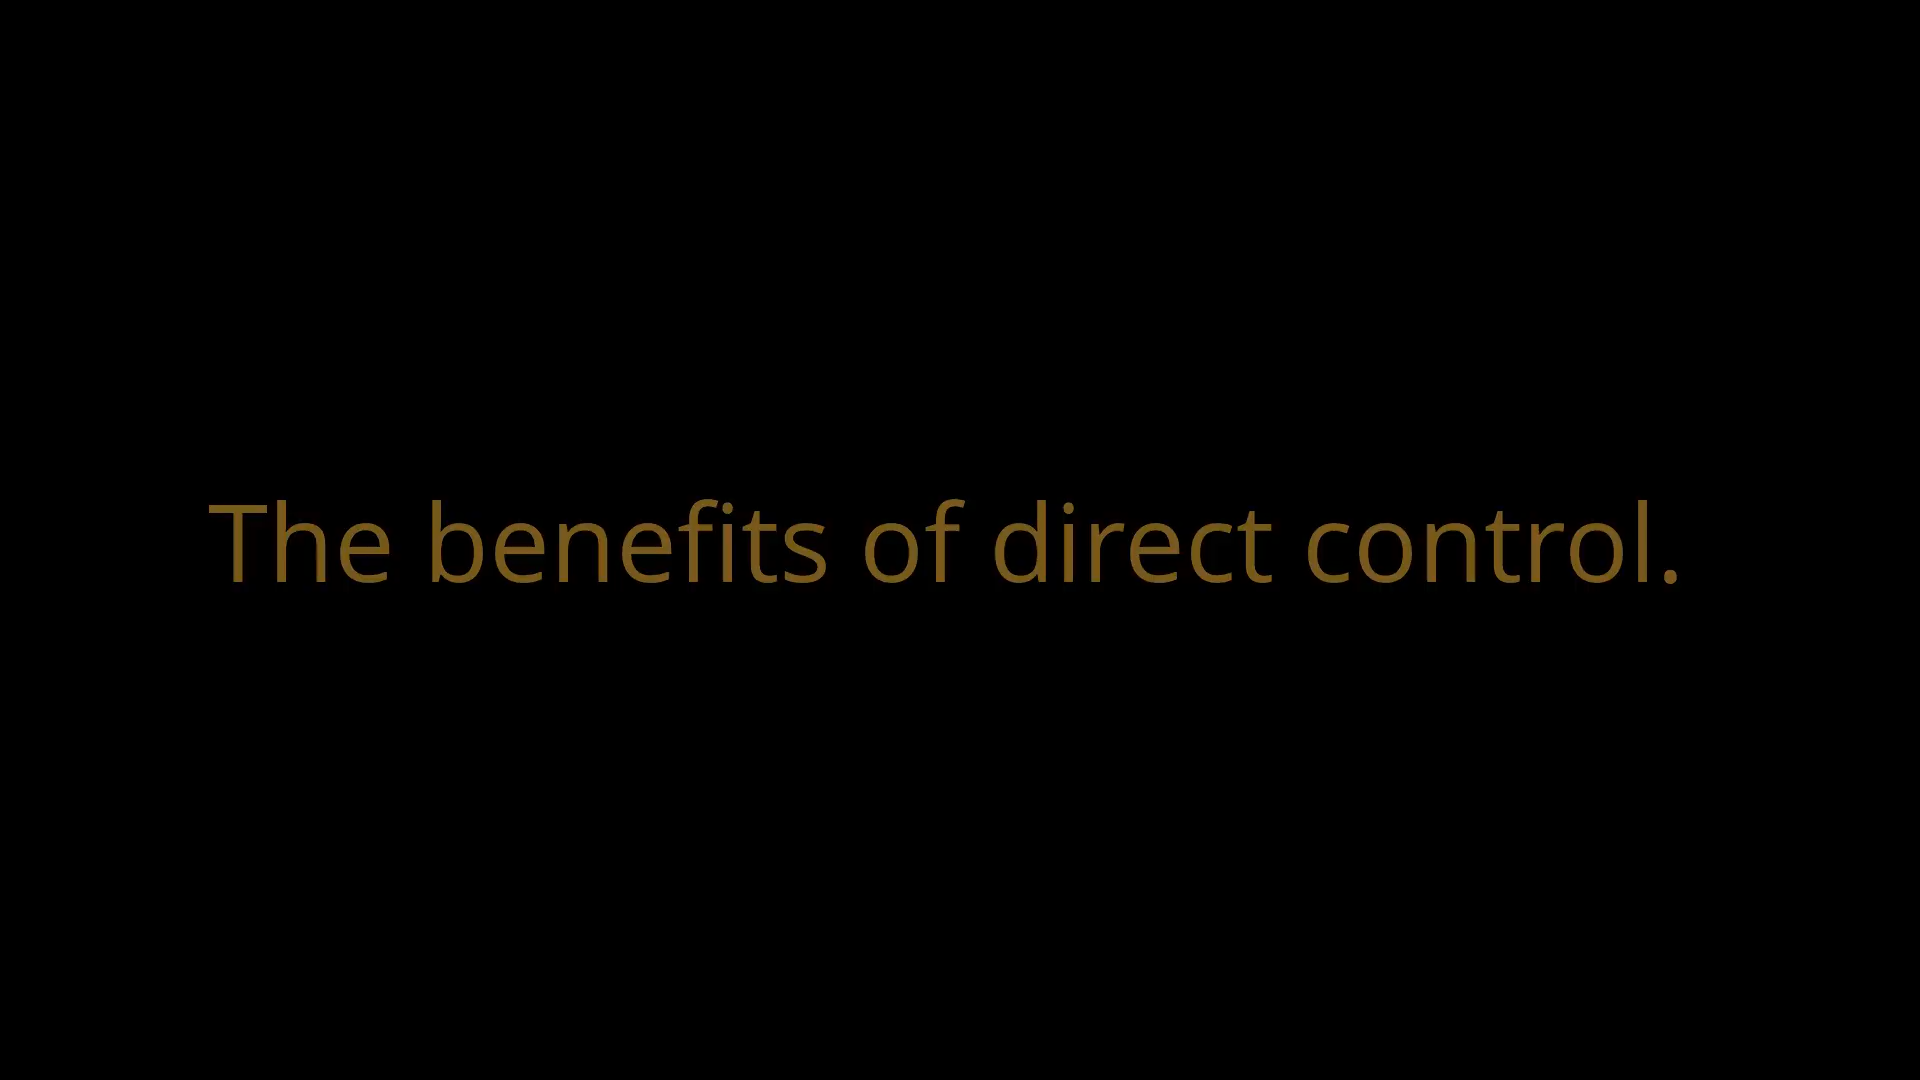 The benefits of direct control.